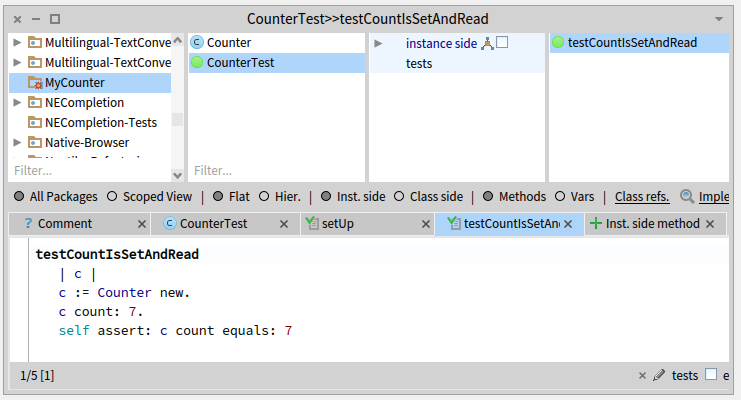 CounterTest>>testCountIsSetAndRead
Multilingual-TextConve
Multilingual-TextConve
MyCounter
NECompletion
NECompletion-Tests
Native-Browser
Filter...
Counter
CounterTest
Filter...
instance side
tests
testCountIsSetAndRead
All Packages Scoped View | Flat Hier. | Inst. side Class side | Methods Vars | Class refs. Imple
? Comment CounterTest setUp testCountIsSetAn Inst. side method
testCountIsSetAndRead
| c |
c := Counter new.
c count: 7.
self assert: c count equals: 7
1/5 [1] tests e